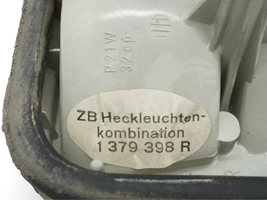 P21W
32cp
ZB Heckleuchten-
kombination
1 379 398 R